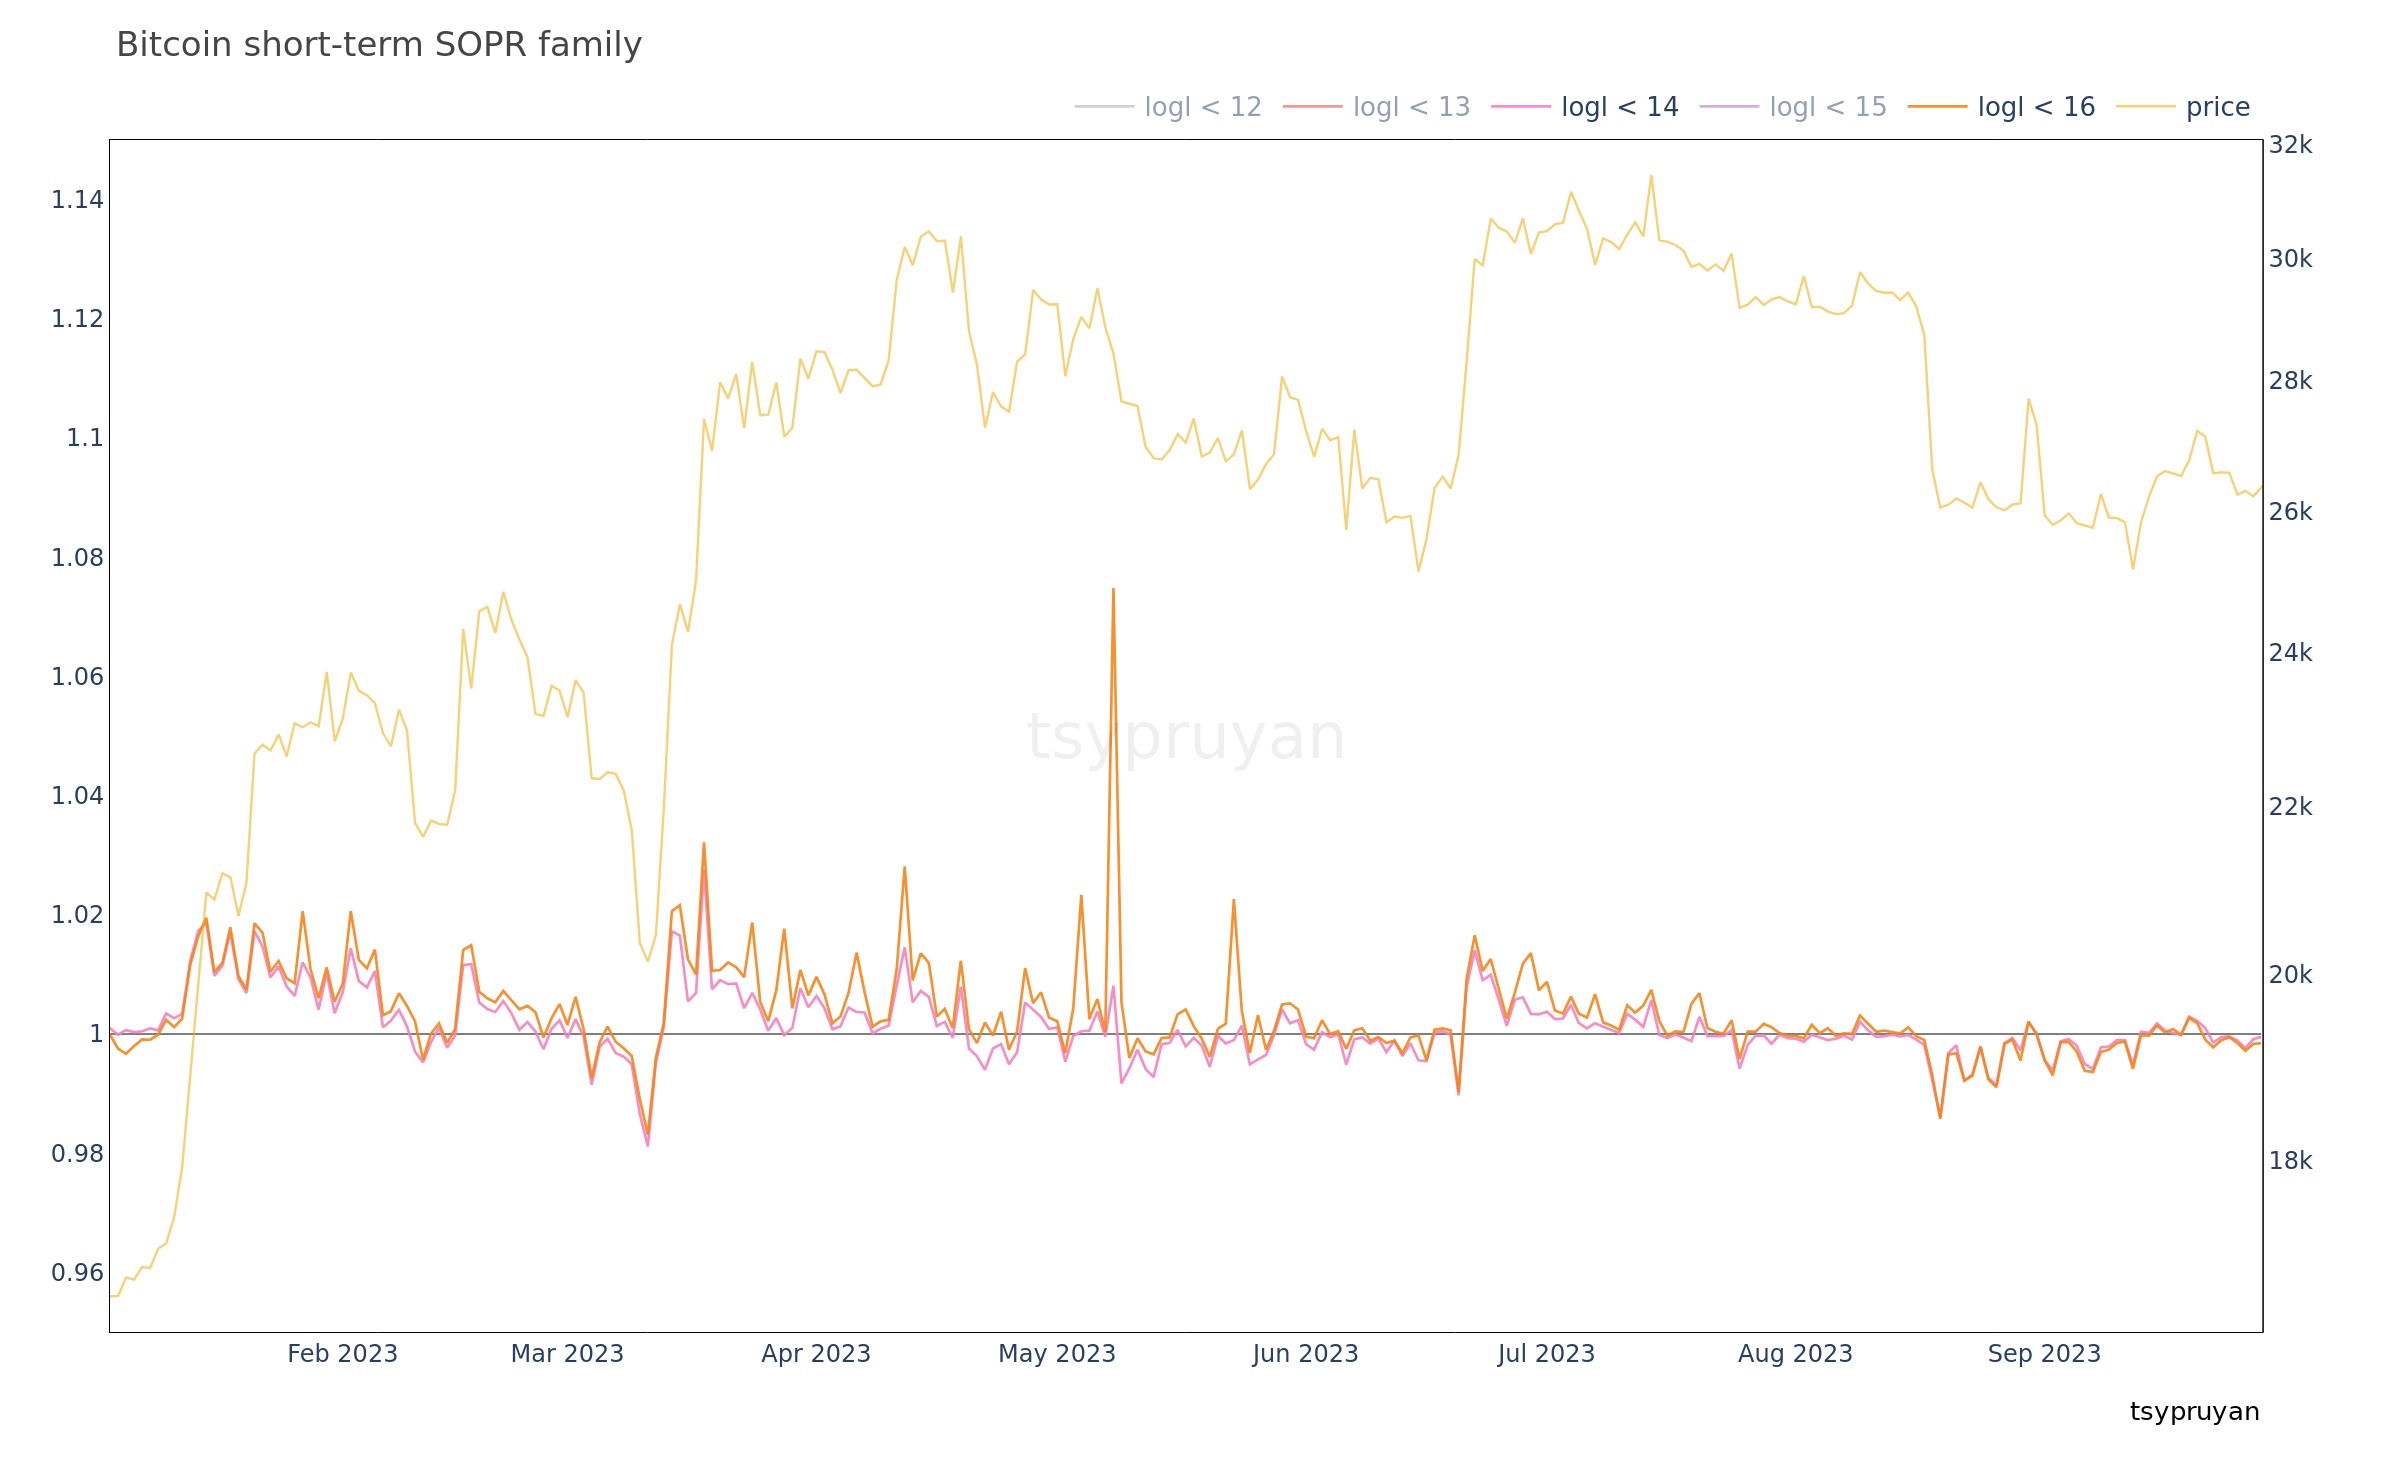 Bitcoin short-term SOPR family
logl < 12 logl < 13 logl < 14 logl < 15 logl < 16 price
32k
1.14
30k
1.12
28k
1.1
26k
1.08
24k
1.06
tsypruyan
1.04
22k
1.02
20k
1
0.98
18k
0.96
Feb 2023 Mar 2023 Apr 2023 May 2023 Jun 2023 Jul 2023 Aug 2023 Sep 2023
tsypruyan